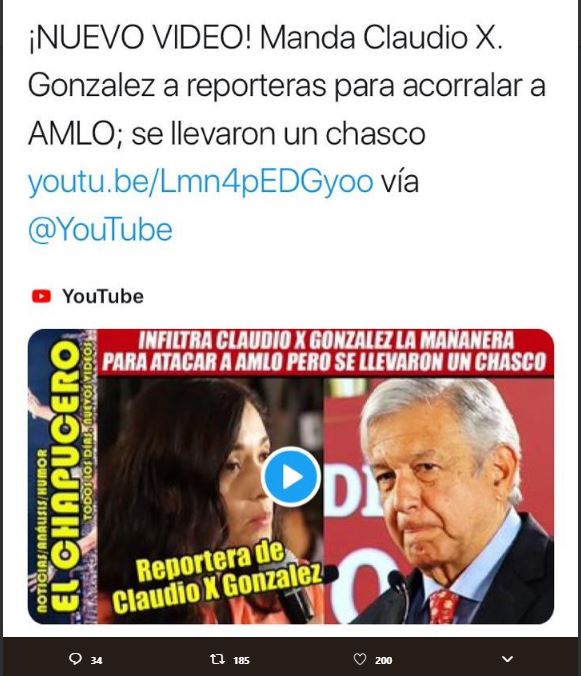 ¡NUEVO VIDEO! Manda Claudio X.
Gonzalez a reporteras para acorralar a
AMLO; se llevaron un chasco
youtu.be/Lmn4pEDGyoo vía
@YouTube
YouTube
INFILTRA CLAUDIO X GONZALEZ LA MAÑANERA
PARA ATACAR A AMLO PERO SE LLEVARON UN CHASCO
NOTICIAS/ANÁLISIS/HUMOR
EL CHAPUCERO
TODOS LOS DIAS, NUEVOS VIDEOS
DE
O
Reportera de
Claudio X Gonzalez
34
185
200